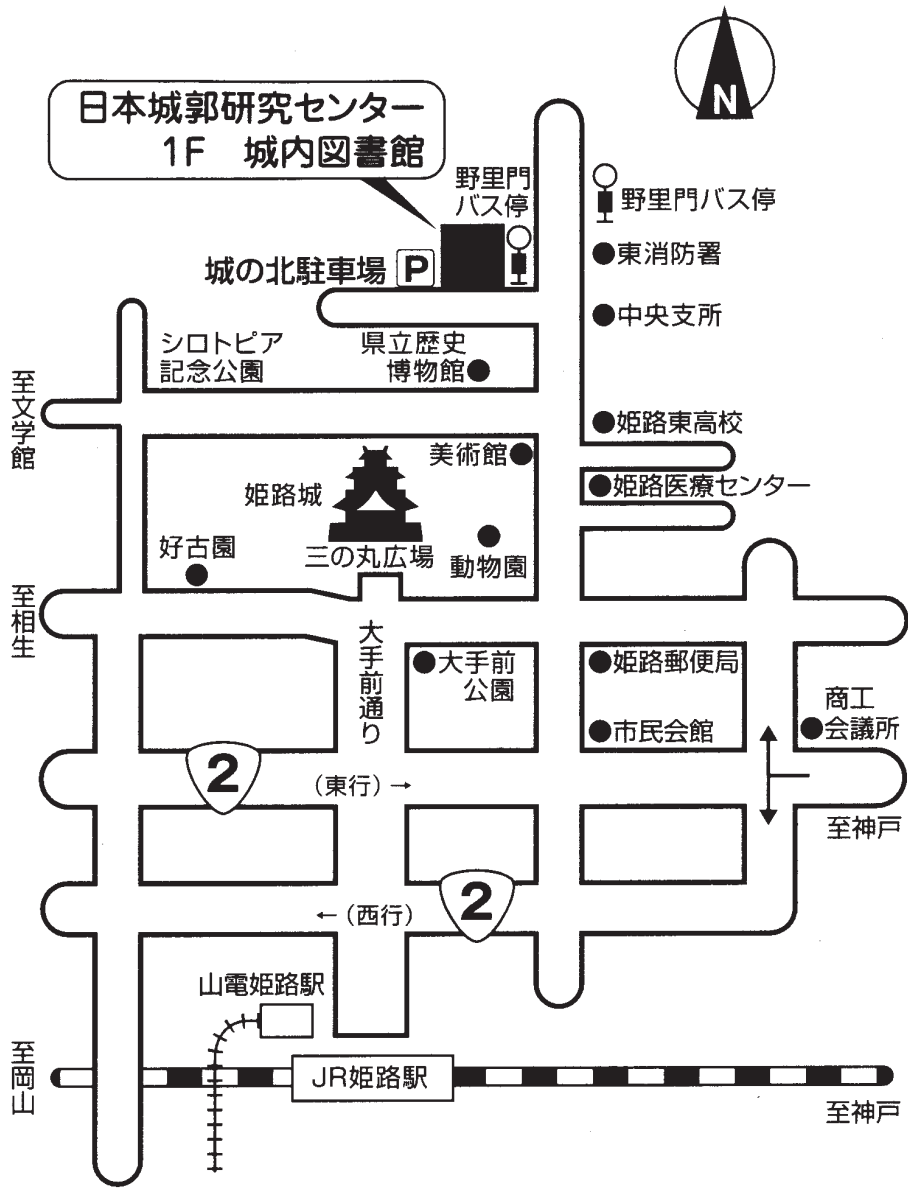 N
日本城郭研究センター
1F 城内図書館
野里門
バス停
野里門バス停
東消防署
城の北駐車場 P
中央支所
シロトピア
記念公園
県立歴史
博物館
至文学館
姫路東高校
美術館
姫路城
姫路医療センター
三の丸広場
好古園
動物園
至相生
大手前通り
大手前
公園
姫路郵便局
商工
会議所
市民会館
2
(東行)→
至神戸
2
←(西行)
山電姫路駅
至岡山
JR姫路駅
至神戸